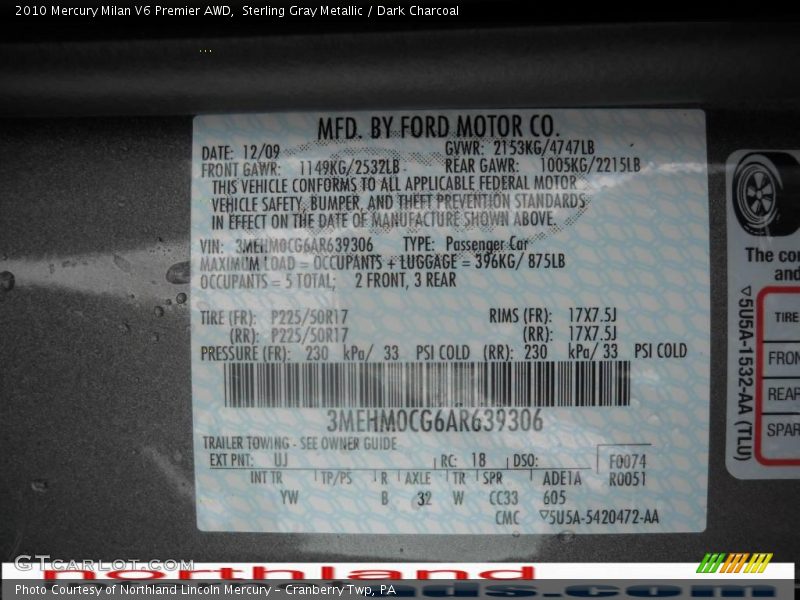 2010 Mercury Milan V6 Premier AWD,  Sterling Gray Metallic / Dark Charcoal
MFD. BY FORD MOTOR CO.
DATE: 12/09 GVWR: 2153KG/4747LB
FRONT GAWR: 1149KG/2532LB REAR GAWR: 1005KG/2215LB
THIS VEHICLE CONFORMS TO ALL APPLICABLE FEDERAL MOTOR
VEHICLE SAFETY, BUMPER, AND THEFT PREVENTION STANDARDS
IN EFFECT ON THE DATE OF MANUFACTURE SHOWN ABOVE.
VIN: 3MEHM0CG6AR639306 TYPE: Passenger Car
MAXIMUM LOAD = OCCUPANTS + LUGGAGE = 396KG/ 875LB
OCCUPANTS = 5 TOTAL; 2 FRONT, 3 REAR
TIRE (FR): P225/50R17 RIMS (FR): 17X7.5J
(RR): P225/50R17 (RR): 17X7.5J
PRESSURE (FR): 230 kPa/ 33 PSI COLD (RR): 230 kPa/ 33 PSI COLD
3MEHM0CG6AR639306
TRAILER TOWING - SEE OWNER GUIDE
EXT PNT: UJ RC: 18 DSO: F0074
R0051
INT TR TP/PS R AXLE TR SPR ADE1A
YW B 32 W CC33 605
CMC ▽5U5A-5420472-AA
The co
and
TIRE
FRON
REAR
SPAR
▽5U5A-1532-AA (TLU)
GTCarLot.com
northland
Photo Courtesy of Northland Lincoln Mercury - Cranberry Twp, PA